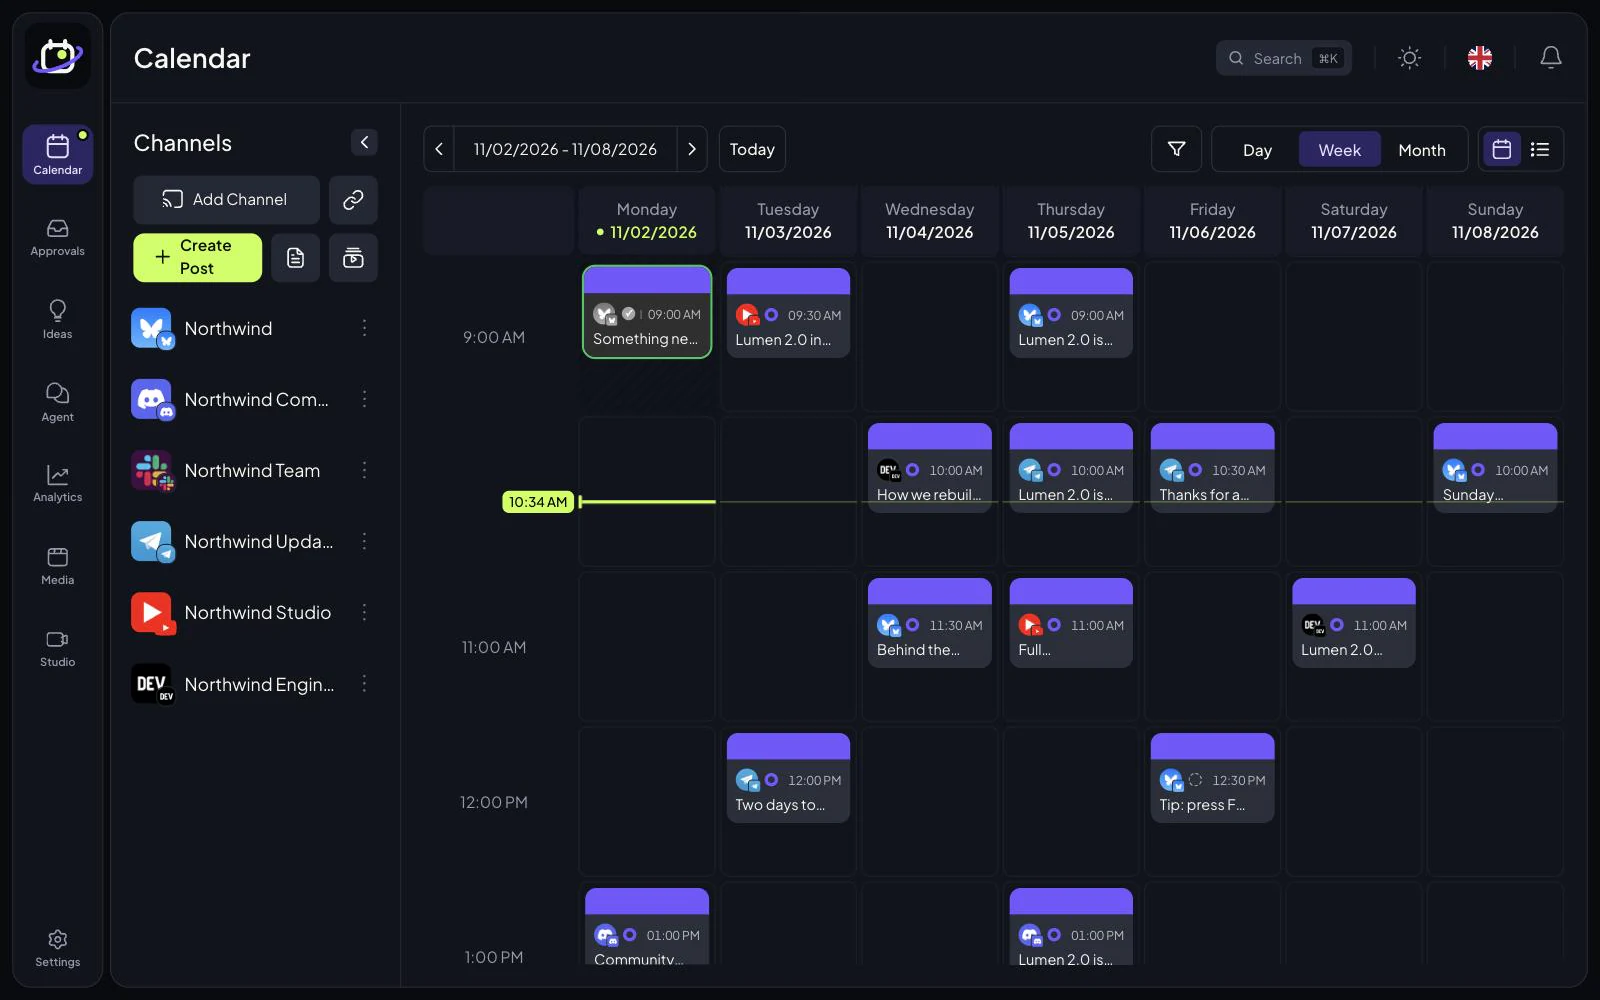 Calendar
Search ⌘K
Calendar
Approvals
Ideas
Agent
Analytics
Media
Studio
Settings
Channels
Add Channel
Create
Post
Northwind
Northwind Com...
Northwind Team
Northwind Upda...
Northwind Studio
DEV DEV Northwind Engin...
11/02/2026 - 11/08/2026
Today
Day Week Month
Monday Tuesday Wednesday Thursday Friday Saturday Sunday
11/02/2026 11/03/2026 11/04/2026 11/05/2026 11/06/2026 11/07/2026 11/08/2026
9:00 AM
09:00 AM
Something ne...
09:30 AM
Lumen 2.0 in...
09:00 AM
Lumen 2.0 is...
10:34 AM
DEV DEV 10:00 AM
How we rebuil...
10:00 AM
Lumen 2.0 is...
10:30 AM
Thanks for a...
10:00 AM
Sunday...
11:00 AM
11:30 AM
Behind the...
11:00 AM
Full...
DEV DEV 11:00 AM
Lumen 2.0...
12:00 PM
12:00 PM
Two days to...
12:30 PM
Tip: press F...
1:00 PM
01:00 PM
Community...
01:00 PM
Lumen 2.0 is...